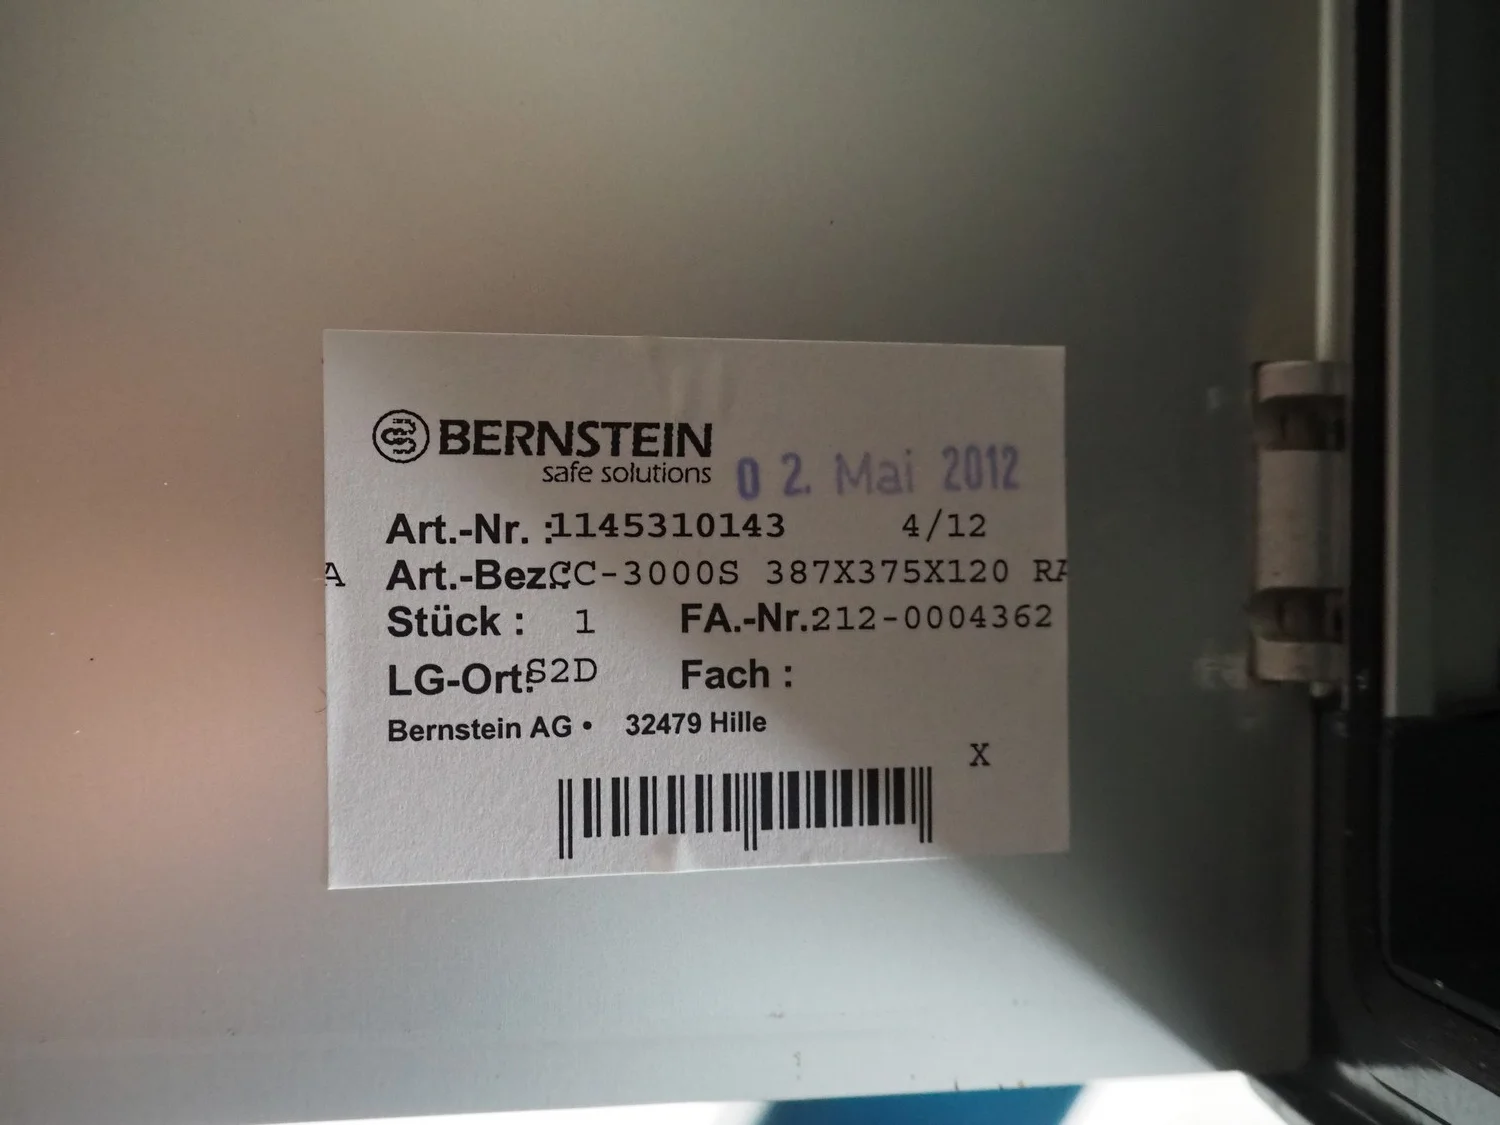 BERNSTEIN
safe solutions
02. Mai 2012
Art.-Nr. :1145310143 4/12
A Art.-Bez.:CC-3000S 387X375X120 RA
Stück : 1 FA.-Nr.212-0004362
LG-Ort:S2D Fach :
Bernstein AG • 32479 Hille
X